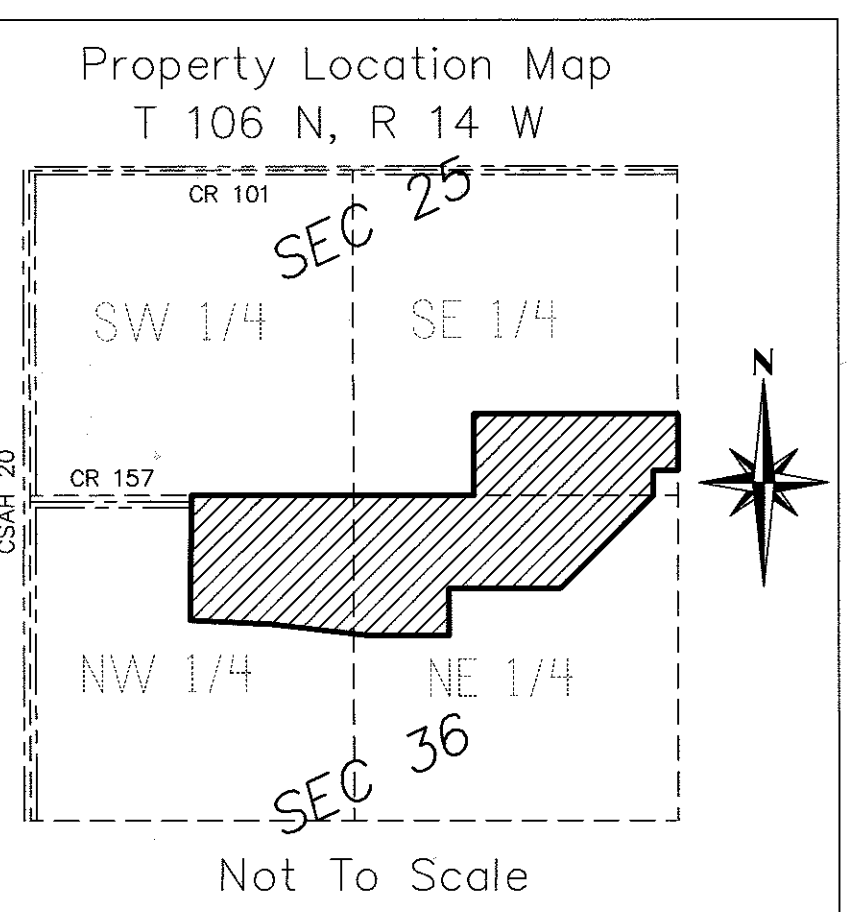 Property Location Map
T 106 N, R 14 W
CR 101
SEC 25
SW 1/4
SE 1/4
N
CSAH 20
CR 157
NW 1/4
NE 1/4
SEC 36
Not To Scale